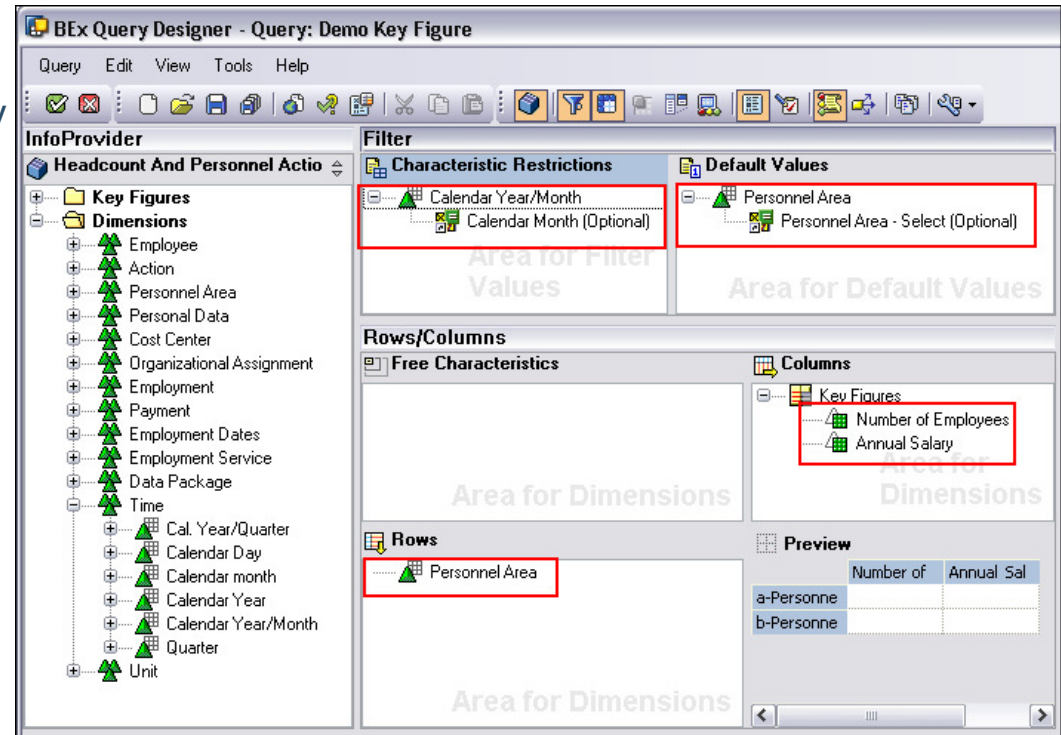 BEx Query Designer - Query: Demo Key Figure
Query Edit View Tools Help
y
InfoProvider
Headcount And Personnel Actio
Key Figures
Dimensions
Employee
Action
Personnel Area
Personal Data
Cost Center
Organizational Assignment
Employment
Payment
Employment Dates
Employment Service
Data Package
Time
Cal. Year/Quarter
Calendar Day
Calendar month
Calendar Year
Calendar Year/Month
Quarter
Unit
Filter
Characteristic Restrictions
Calendar Year/Month
Calendar Month (Optional)
Area for Filter
Values
Default Values
Personnel Area
Personnel Area - Select (Optional)
Area for Default Values
Rows/Columns
Free Characteristics
Area for Dimensions
Columns
Key Figures
Number of Employees
Annual Salary
Area for
Dimensions
Rows
Personnel Area
Area for Dimensions
Preview
Number of Annual Sal
a-Personne
b-Personne